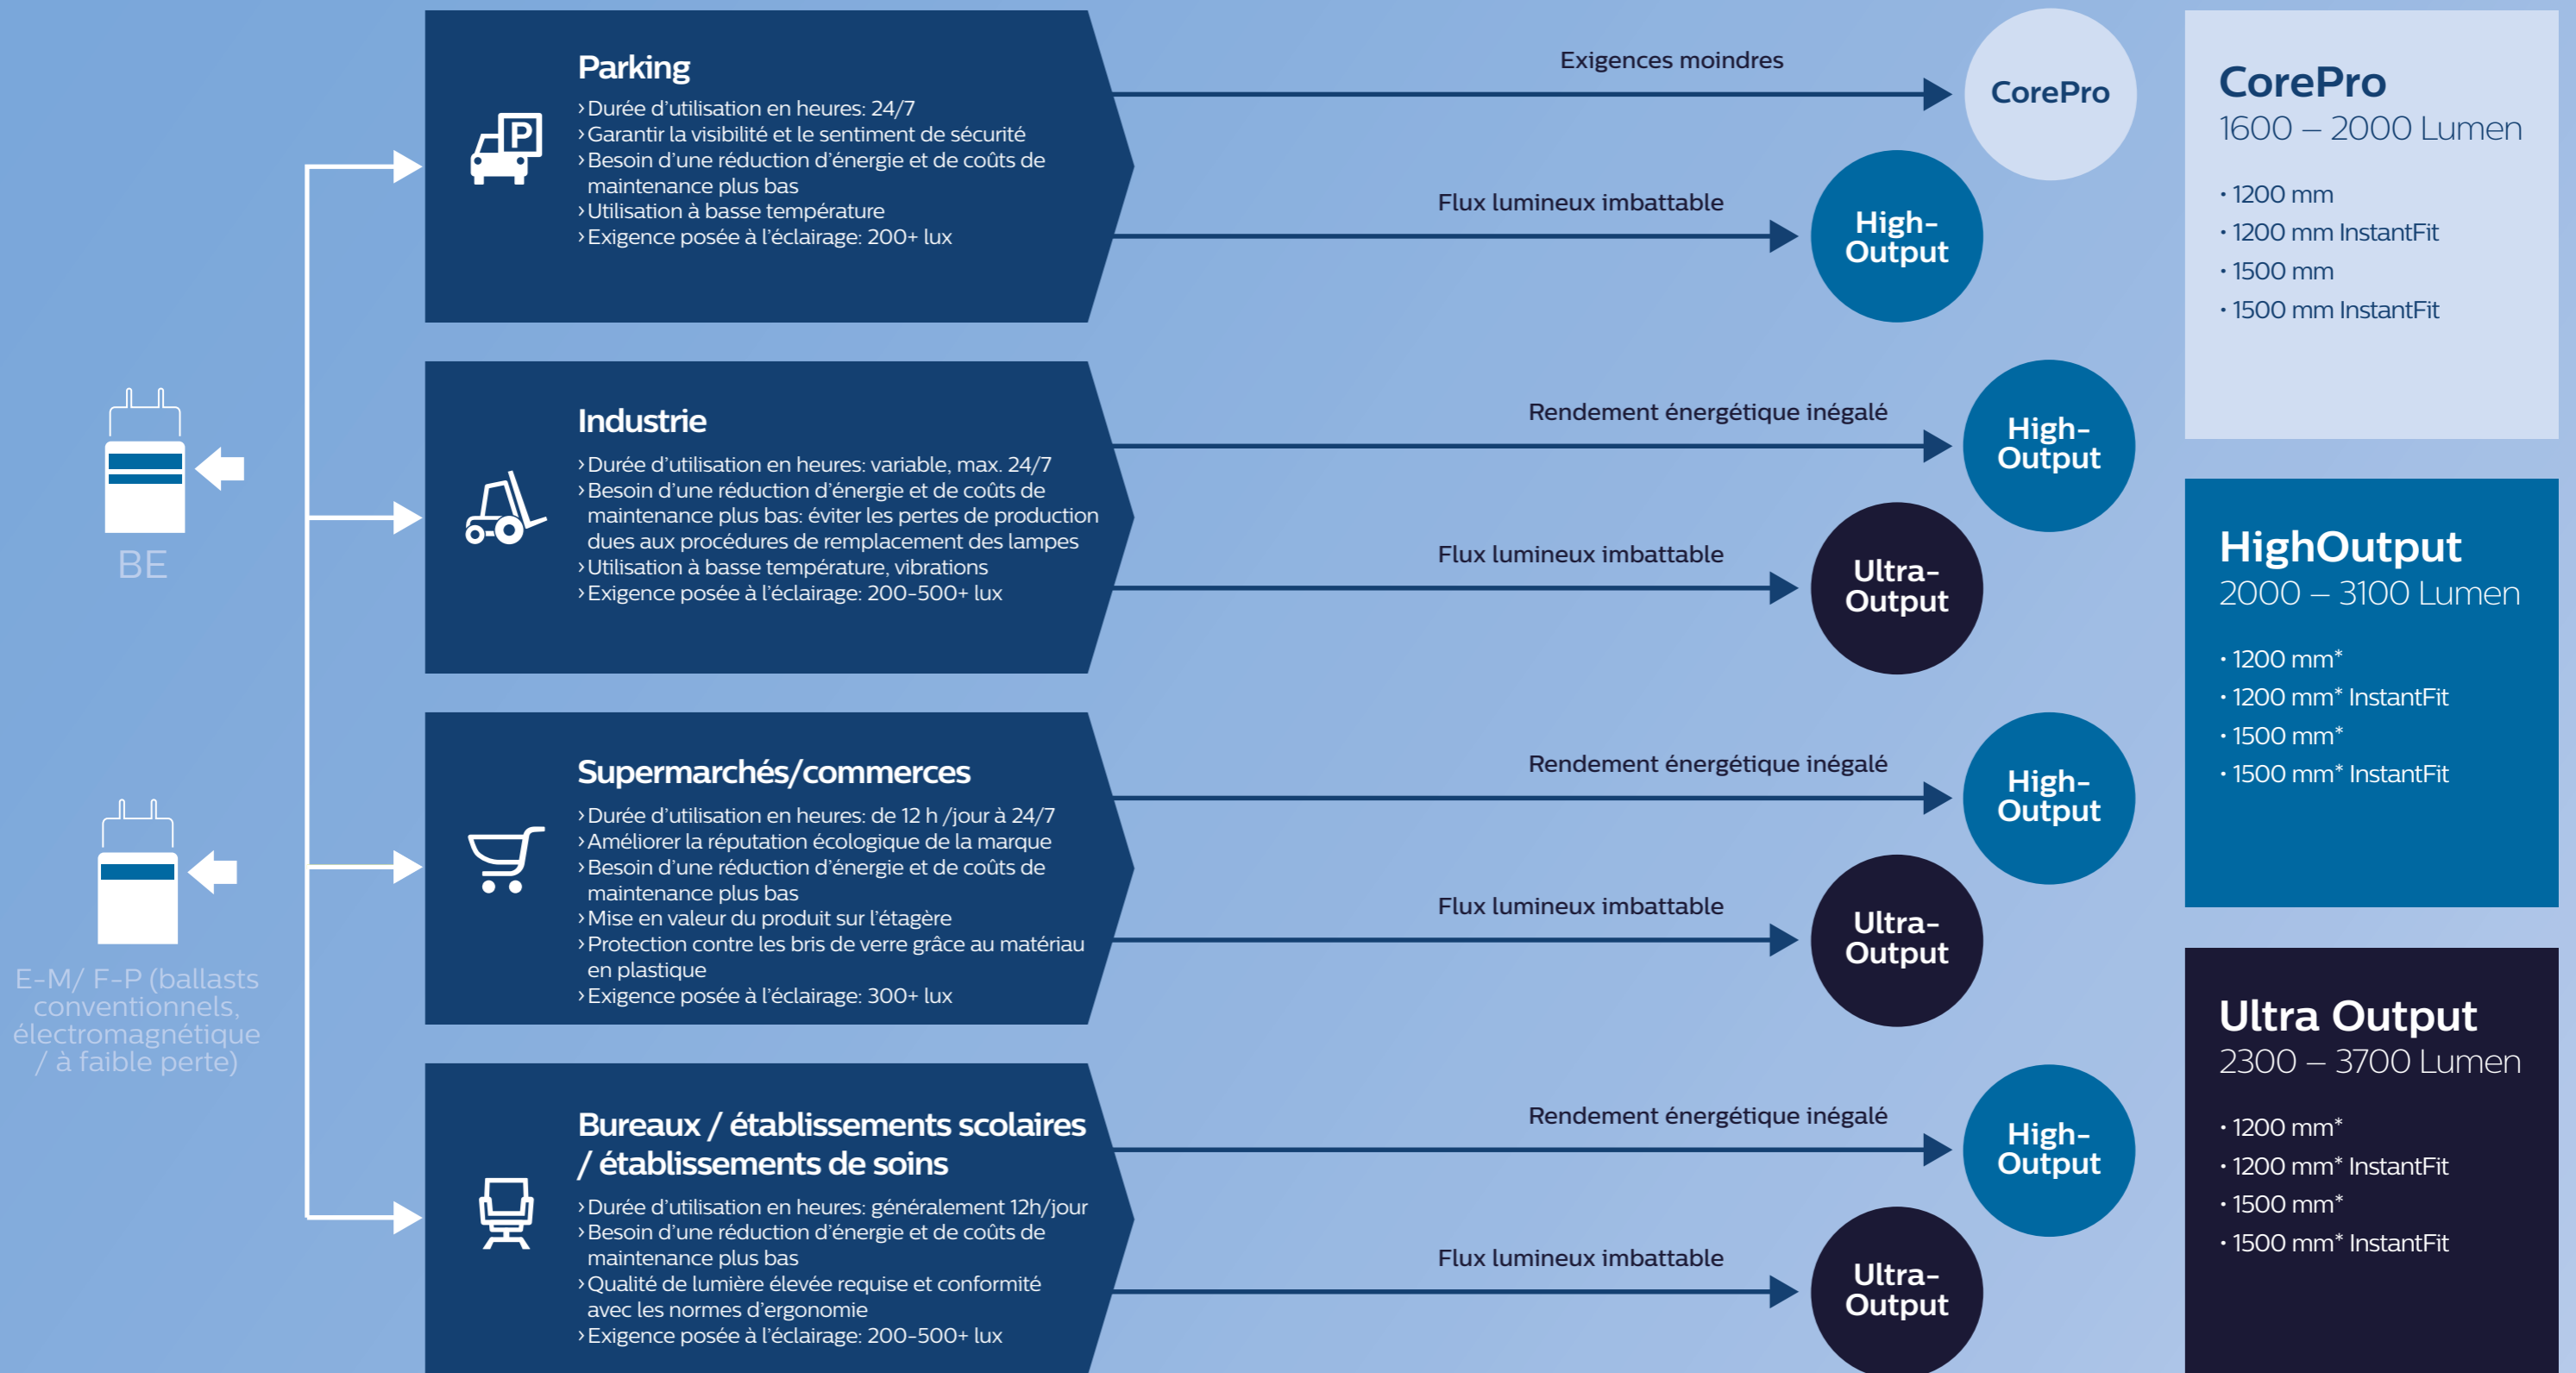 BE
E-M/ F-P (ballasts
conventionnels,
électromagnétique
/ à faible perte)
Parking
P
› Durée d’utilisation en heures: 24/7
› Garantir la visibilité et le sentiment de sécurité
› Besoin d’une réduction d’énergie et de coûts de
maintenance plus bas
› Utilisation à basse température
› Exigence posée à l’éclairage: 200+ lux
Exigences moindres
CorePro
Flux lumineux imbattable
High-
Output
Industrie
› Durée d’utilisation en heures: variable, max. 24/7
› Besoin d’une réduction d’énergie et de coûts de
maintenance plus bas: éviter les pertes de production
dues aux procédures de remplacement des lampes
› Utilisation à basse température, vibrations
› Exigence posée à l’éclairage: 200-500+ lux
Rendement énergétique inégalé
High-
Output
Flux lumineux imbattable
Ultra-
Output
Supermarchés/commerces
› Durée d’utilisation en heures: de 12 h /jour à 24/7
› Améliorer la réputation écologique de la marque
› Besoin d’une réduction d’énergie et de coûts de
maintenance plus bas
› Mise en valeur du produit sur l’étagère
› Protection contre les bris de verre grâce au matériau
en plastique
› Exigence posée à l’éclairage: 300+ lux
Rendement énergétique inégalé
High-
Output
Flux lumineux imbattable
Ultra-
Output
Bureaux / établissements scolaires
/ établissements de soins
› Durée d’utilisation en heures: généralement 12h/jour
› Besoin d’une réduction d’énergie et de coûts de
maintenance plus bas
› Qualité de lumière élevée requise et conformité
avec les normes d’ergonomie
› Exigence posée à l’éclairage: 200-500+ lux
Rendement énergétique inégalé
High-
Output
Flux lumineux imbattable
Ultra-
Output
CorePro
1600 – 2000 Lumen
• 1200 mm
• 1200 mm InstantFit
• 1500 mm
• 1500 mm InstantFit
HighOutput
2000 – 3100 Lumen
• 1200 mm*
• 1200 mm* InstantFit
• 1500 mm*
• 1500 mm* InstantFit
Ultra Output
2300 – 3700 Lumen
• 1200 mm*
• 1200 mm* InstantFit
• 1500 mm*
• 1500 mm* InstantFit